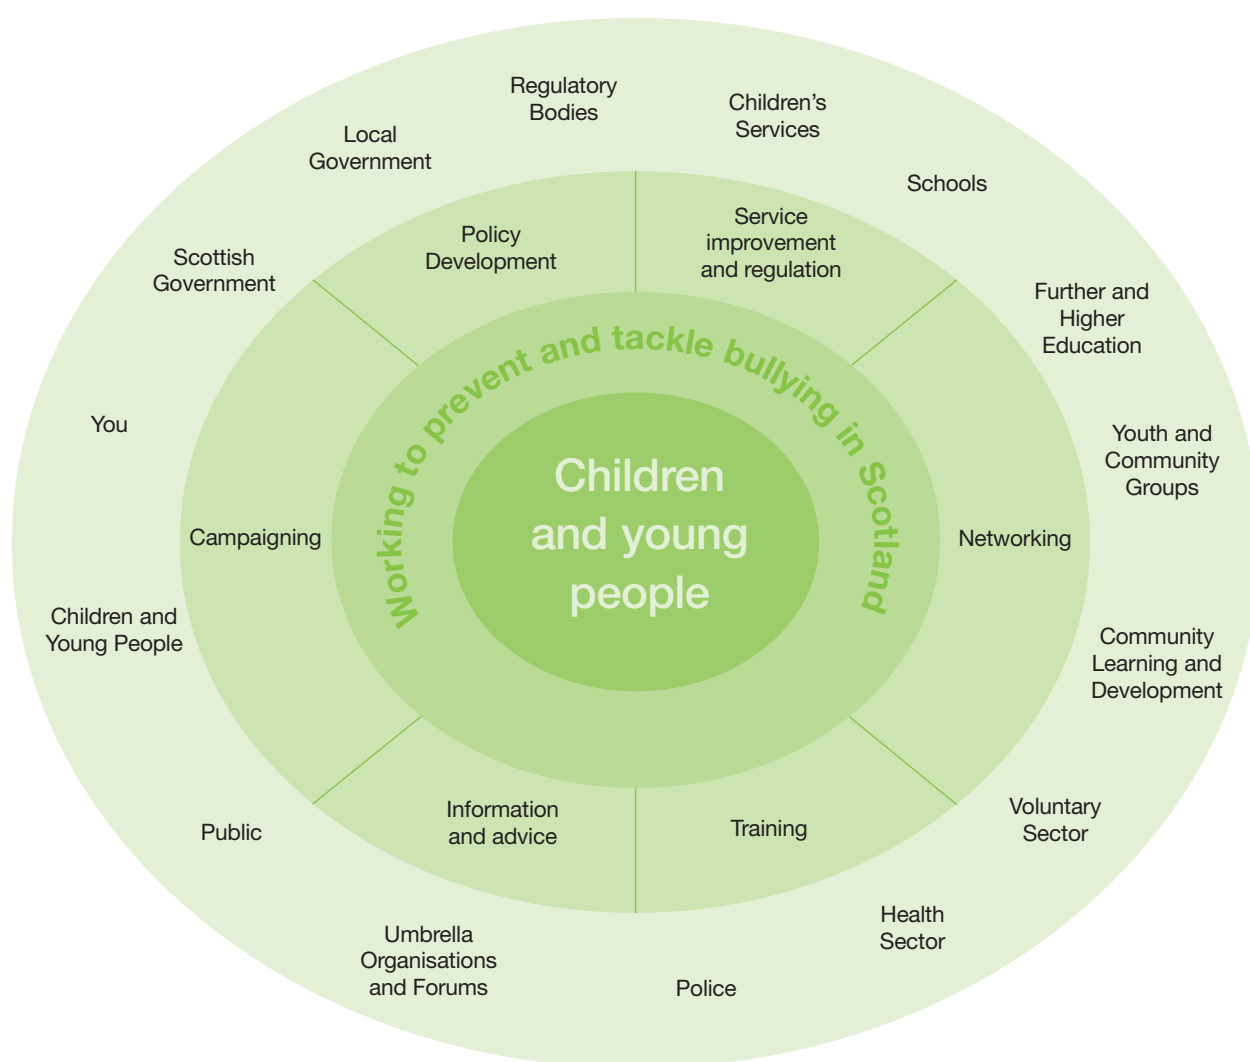 Regulatory
Bodies
Children’s
Services
Local
Government
Schools
Scottish
Government
Policy
Development
Service
improvement
and regulation
Further and
Higher
Education
You
Youth and
Community
Groups
Working to prevent and tackle bullying in Scotland
Children
and young
people
Campaigning
Networking
Children and
Young People
Community
Learning and
Development
Public
Information
and advice
Training
Voluntary
Sector
Umbrella
Organisations
and Forums
Police
Health
Sector